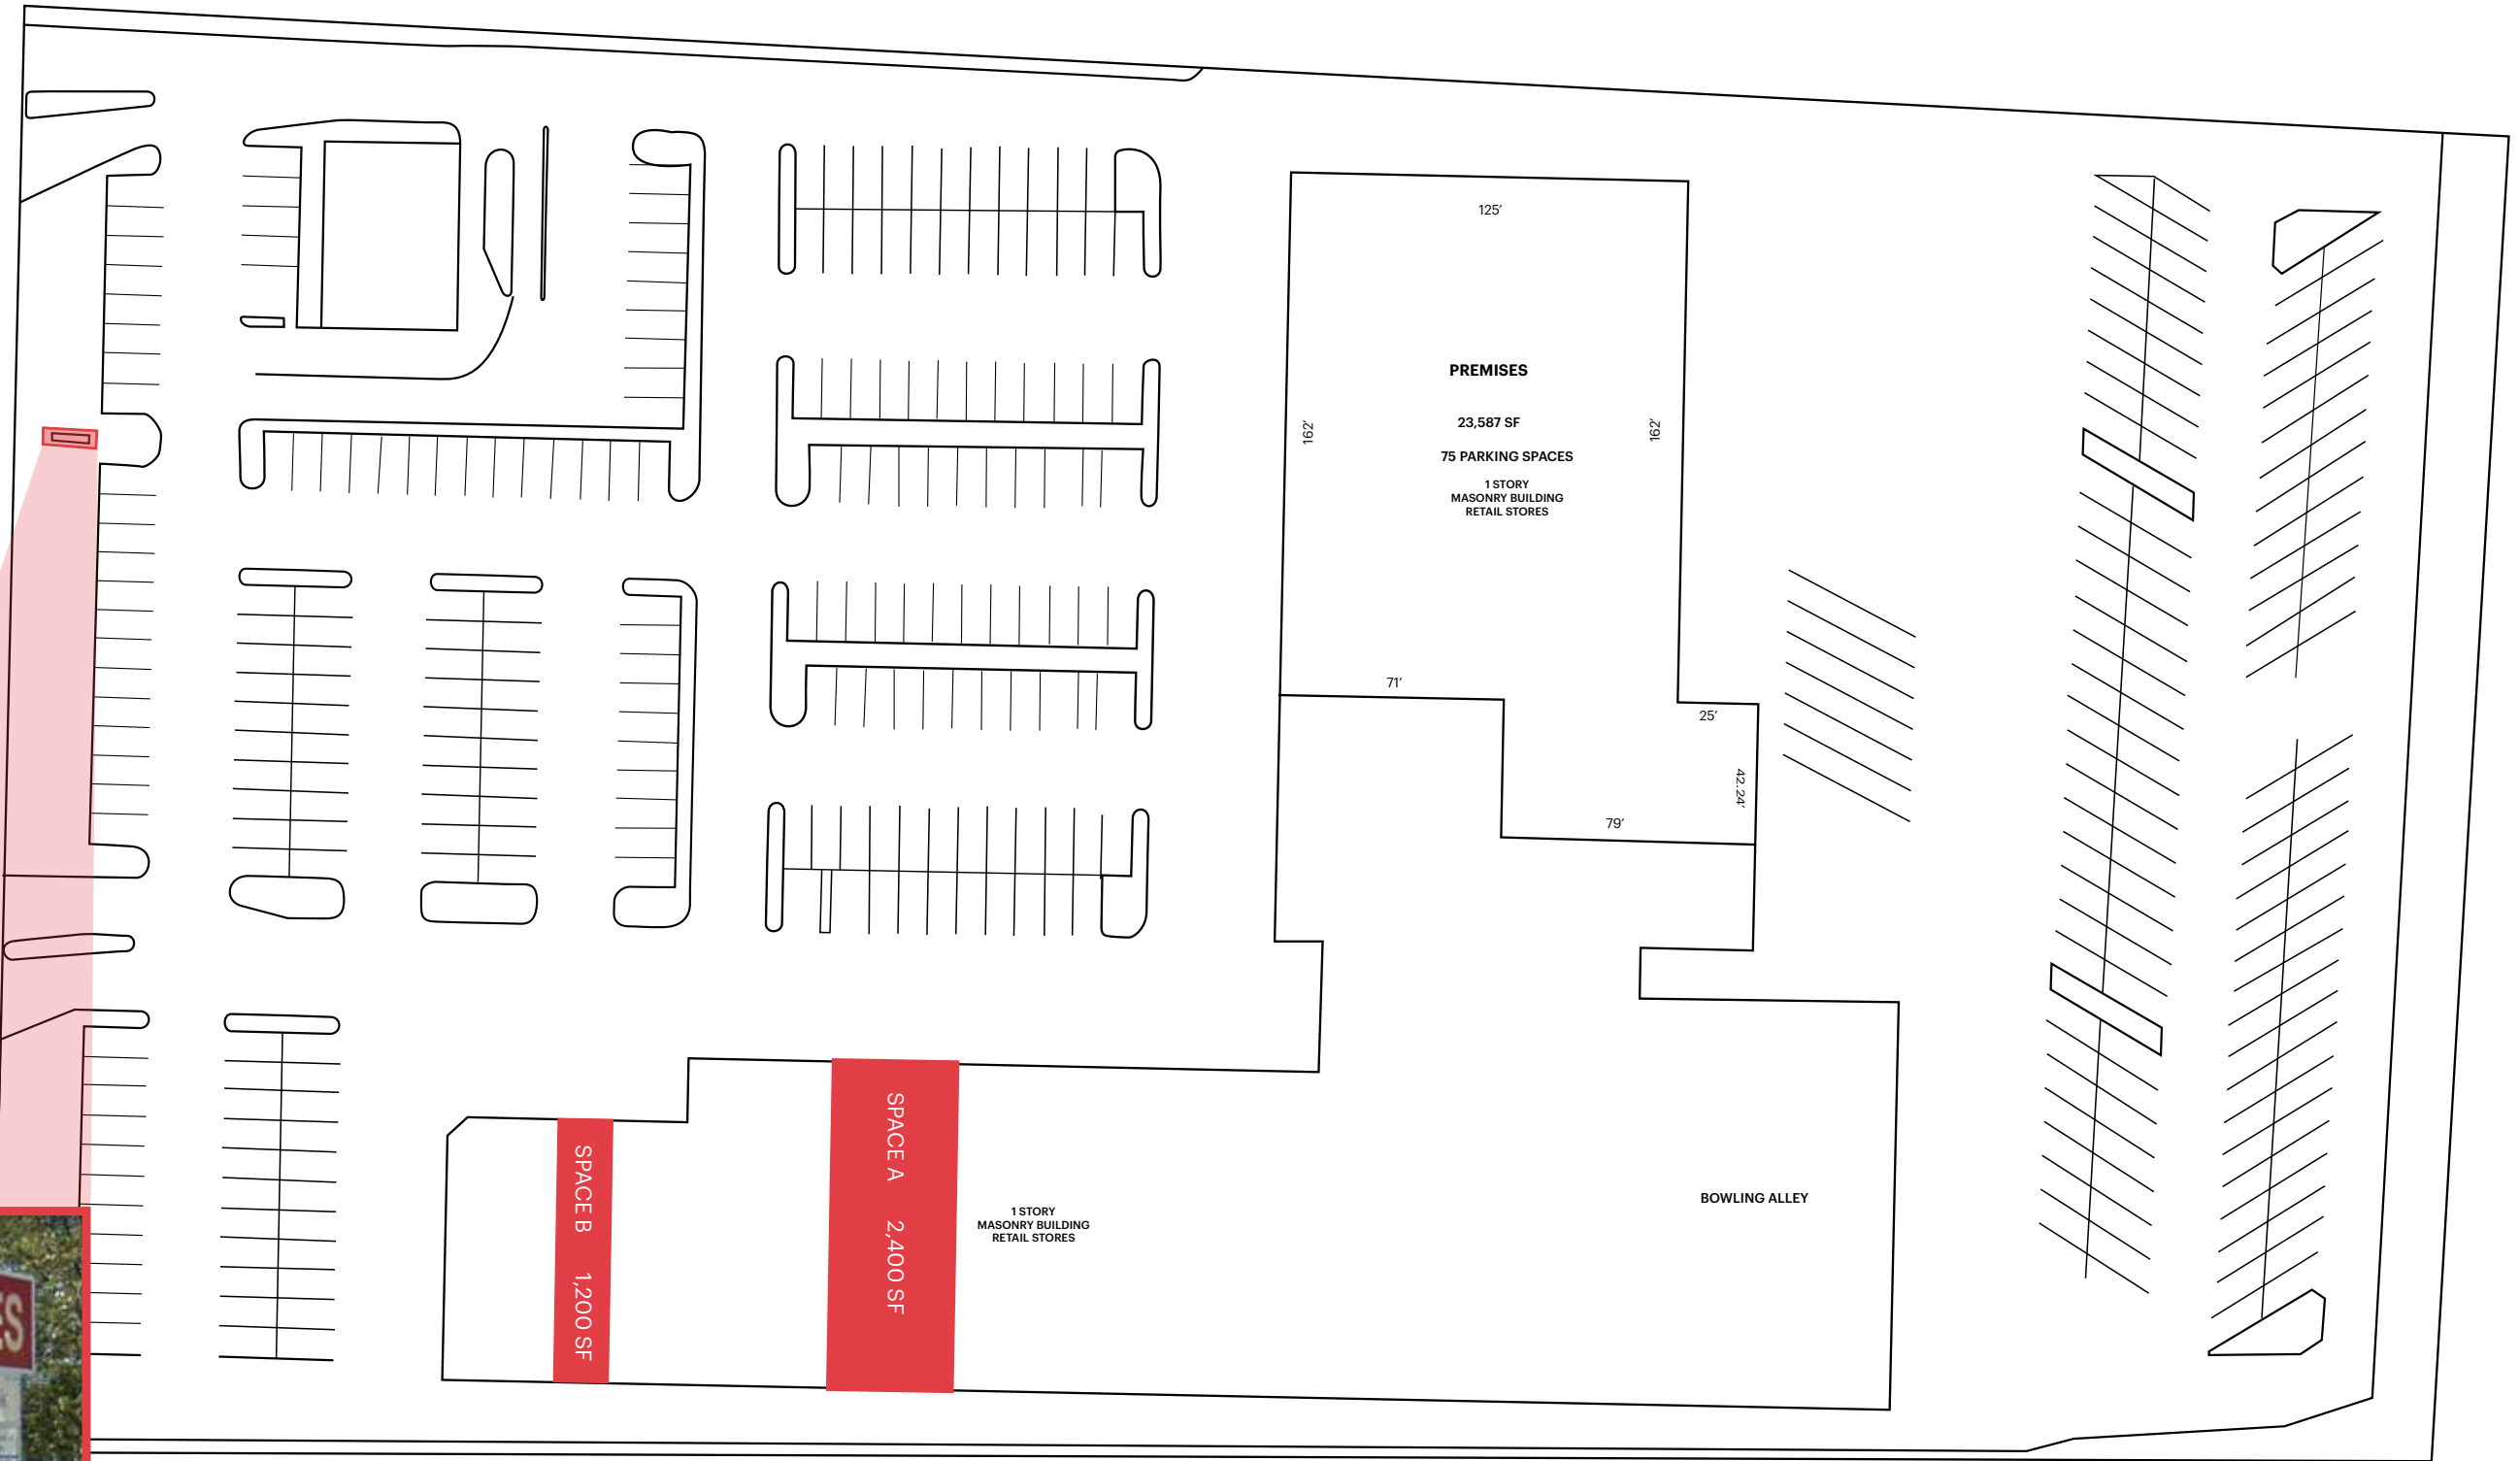 125’
PREMISES
23,587 SF
75 PARKING SPACES
1 STORY
MASONRY BUILDING
RETAIL STORES
162’
162’
71’
25’
42.24’
79’
SPACE A 2,400 SF
SPACE B 1,200 SF
1 STORY
MASONRY BUILDING
RETAIL STORES
BOWLING ALLEY
ES